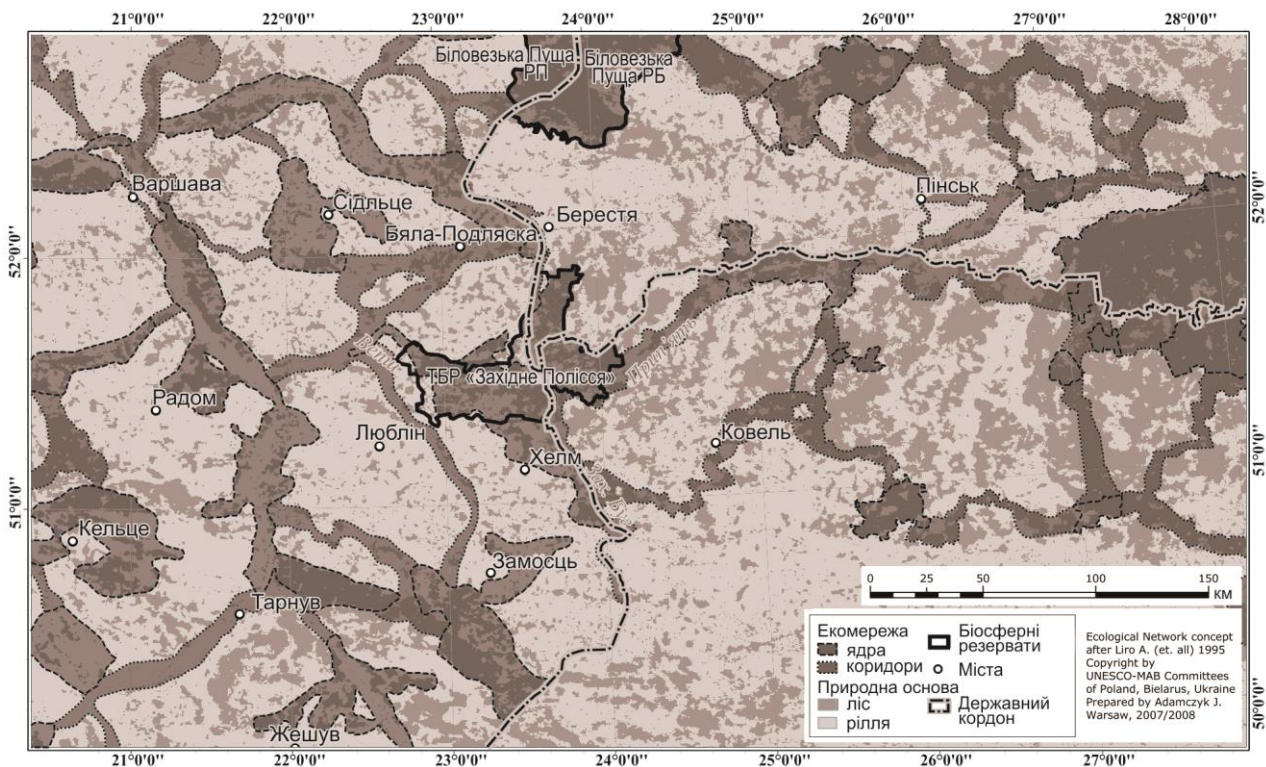 21°0'0'' 22°0'0'' 23°0'0'' 24°0'0'' 25°0'0'' 26°0'0'' 27°0'0'' 28°0'0''
Біловезька Пуща
РП
Біловезька
Пуща РБ
Варшава
Сідльце
Пінськ
Берестя
Бяла-Подляска
52°0'0''
52°0'0''
ТБР «Західне Полісся»
Прип'ять
Радом
Люблін
Ковель
Хелм
51°0'0''
51°0'0''
Кельце
Замосць
Тарнув
Жешув
50°0'0''
0 25 50 100 150
км
Екомережа
ядра
коридори
Природна основа
ліс
рілля
Біосферні
резервати
Міста
Державний
кордон
Ecological Network concept
after Liro A. (et. all) 1995
Copyright by
UNESCO-MAB Committees
of Poland, Bielarus, Ukraine
Prepared by Adamczyk J.
Warsaw, 2007/2008
21°0'0'' 22°0'0'' 23°0'0'' 24°0'0'' 25°0'0'' 26°0'0'' 27°0'0''